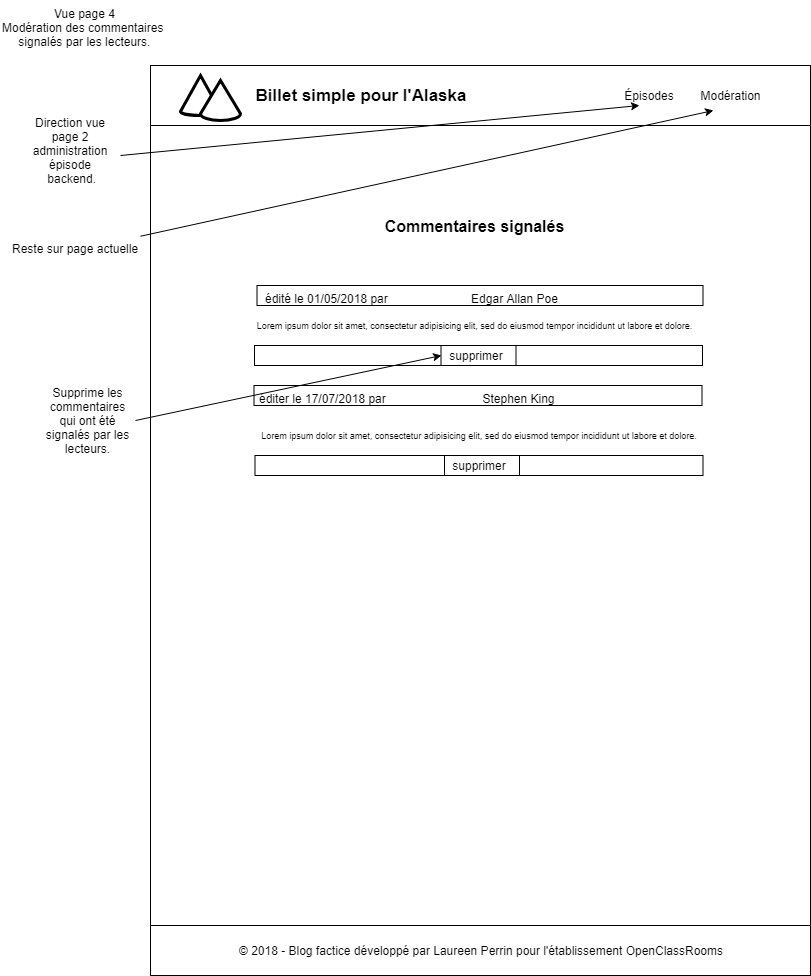 Vue page 4
Modération des commentaires
signalés par les lecteurs.
Billet simple pour l'Alaska
Épisodes
Modération
Direction vue
page 2
administration
épisode
backend.
Reste sur page actuelle
Commentaires signalés
édité le 01/05/2018 par
Edgar Allan Poe
Lorem ipsum dolor sit amet, consectetur adipisicing elit, sed do eiusmod tempor incididunt ut labore et dolore.
supprimer
Supprime les
commentaires
qui ont été
signalés par les
lecteurs.
éditer le 17/07/2018 par
Stephen King
Lorem ipsum dolor sit amet, consectetur adipisicing elit, sed do eiusmod tempor incididunt ut labore et dolore.
supprimer
© 2018 - Blog factice développé par Laureen Perrin pour l'établissement OpenClassRooms